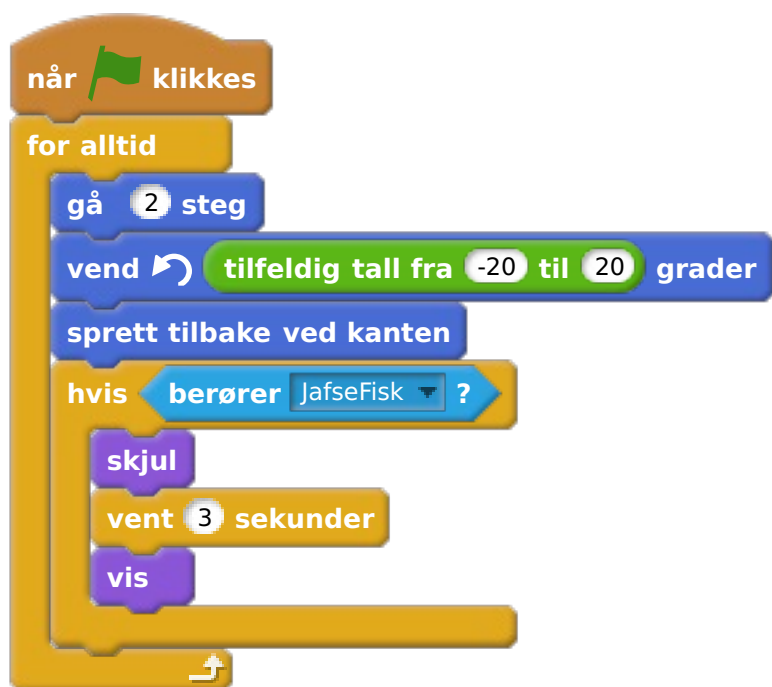 når klikkes
for alltid
gå 2 steg
vend tilfeldig tall fra -20 til 20 grader
sprett tilbake ved kanten
hvis berører JafseFisk ?
skjul
vent 3 sekunder
vis